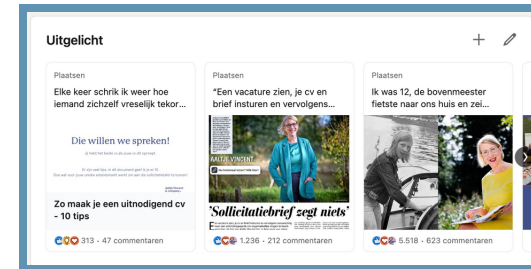 Uitgelicht
Plaatsen
Elke keer schrik ik weer hoe
iemand zichzelf vreselijk tekor...
Die willen we spreken!
Zo maak je een uitnodigend cv
- 10 tips
313 · 47 commentaren
Plaatsen
“Een vacature zien, je cv en
brief insturen en vervolgens...
AALTJE VINCENT
'Sollicitatiebrief zegt niets'
1.236 · 212 commentaren
Plaatsen
Ik was 12, de bovenmeester
fietste naar ons huis en zei...
5.518 · 623 commentaren